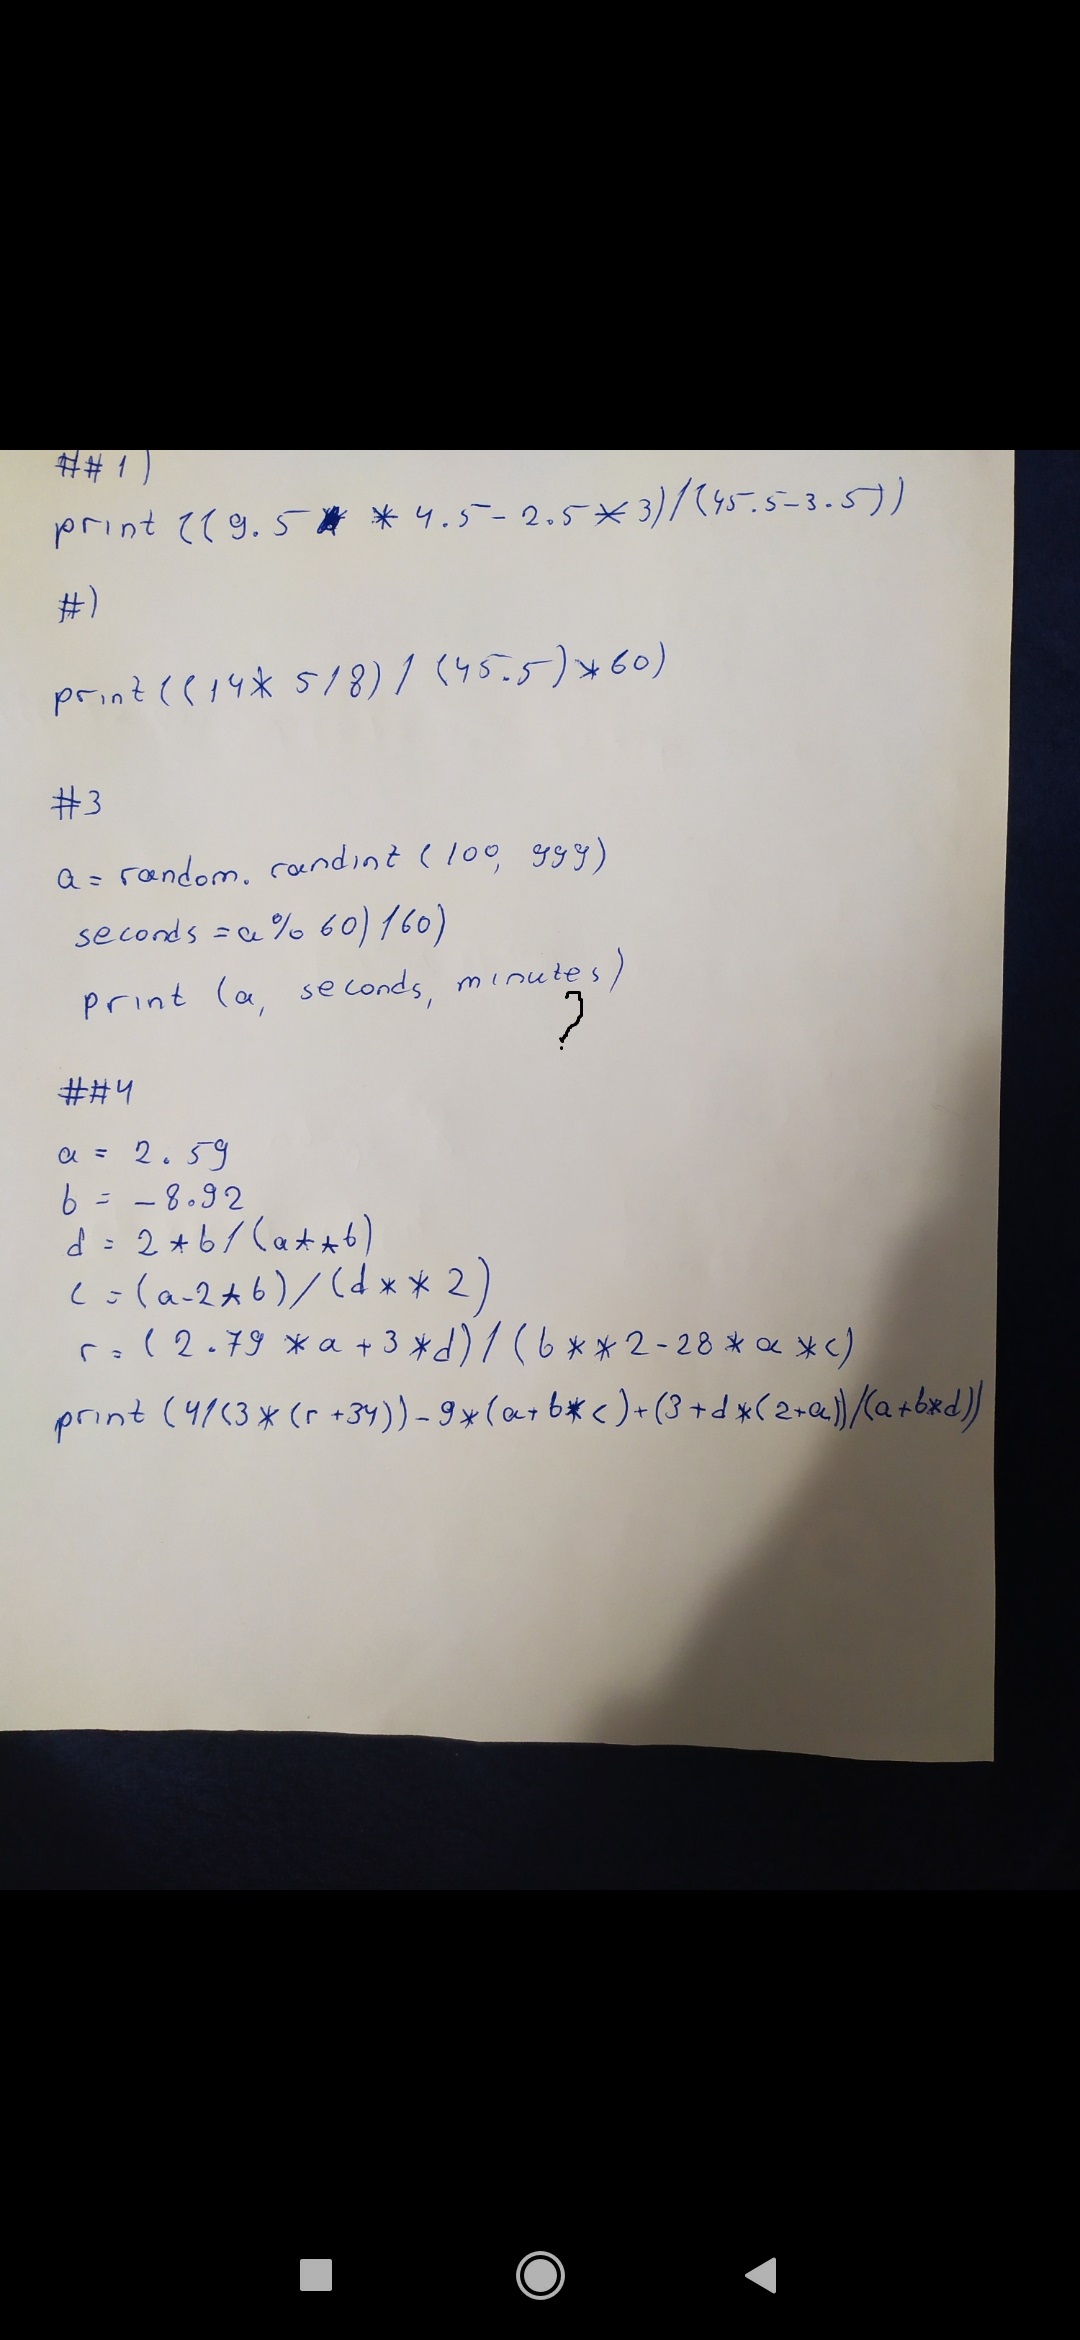 ##1)
print ((9.5 * 4.5 - 2.5 * 3)/(45.5-3.5))
#)
print((14* 5/8) / (45.5)*60)
#3
a = random. randint (100, 999)
seconds = a % 60) / 60)
print (a, seconds, minutes)
?
##4
a = 2.59
b = -8.92
d = 2*b/(a**b)
c = (a-2*b)/(d**2)
r = (2.79 *a + 3 *d) / (b**2-28*a*c)
print (4/(3*(r+34))-9*(a+b*c)+(3+d*(2+a))/(a+b*d))